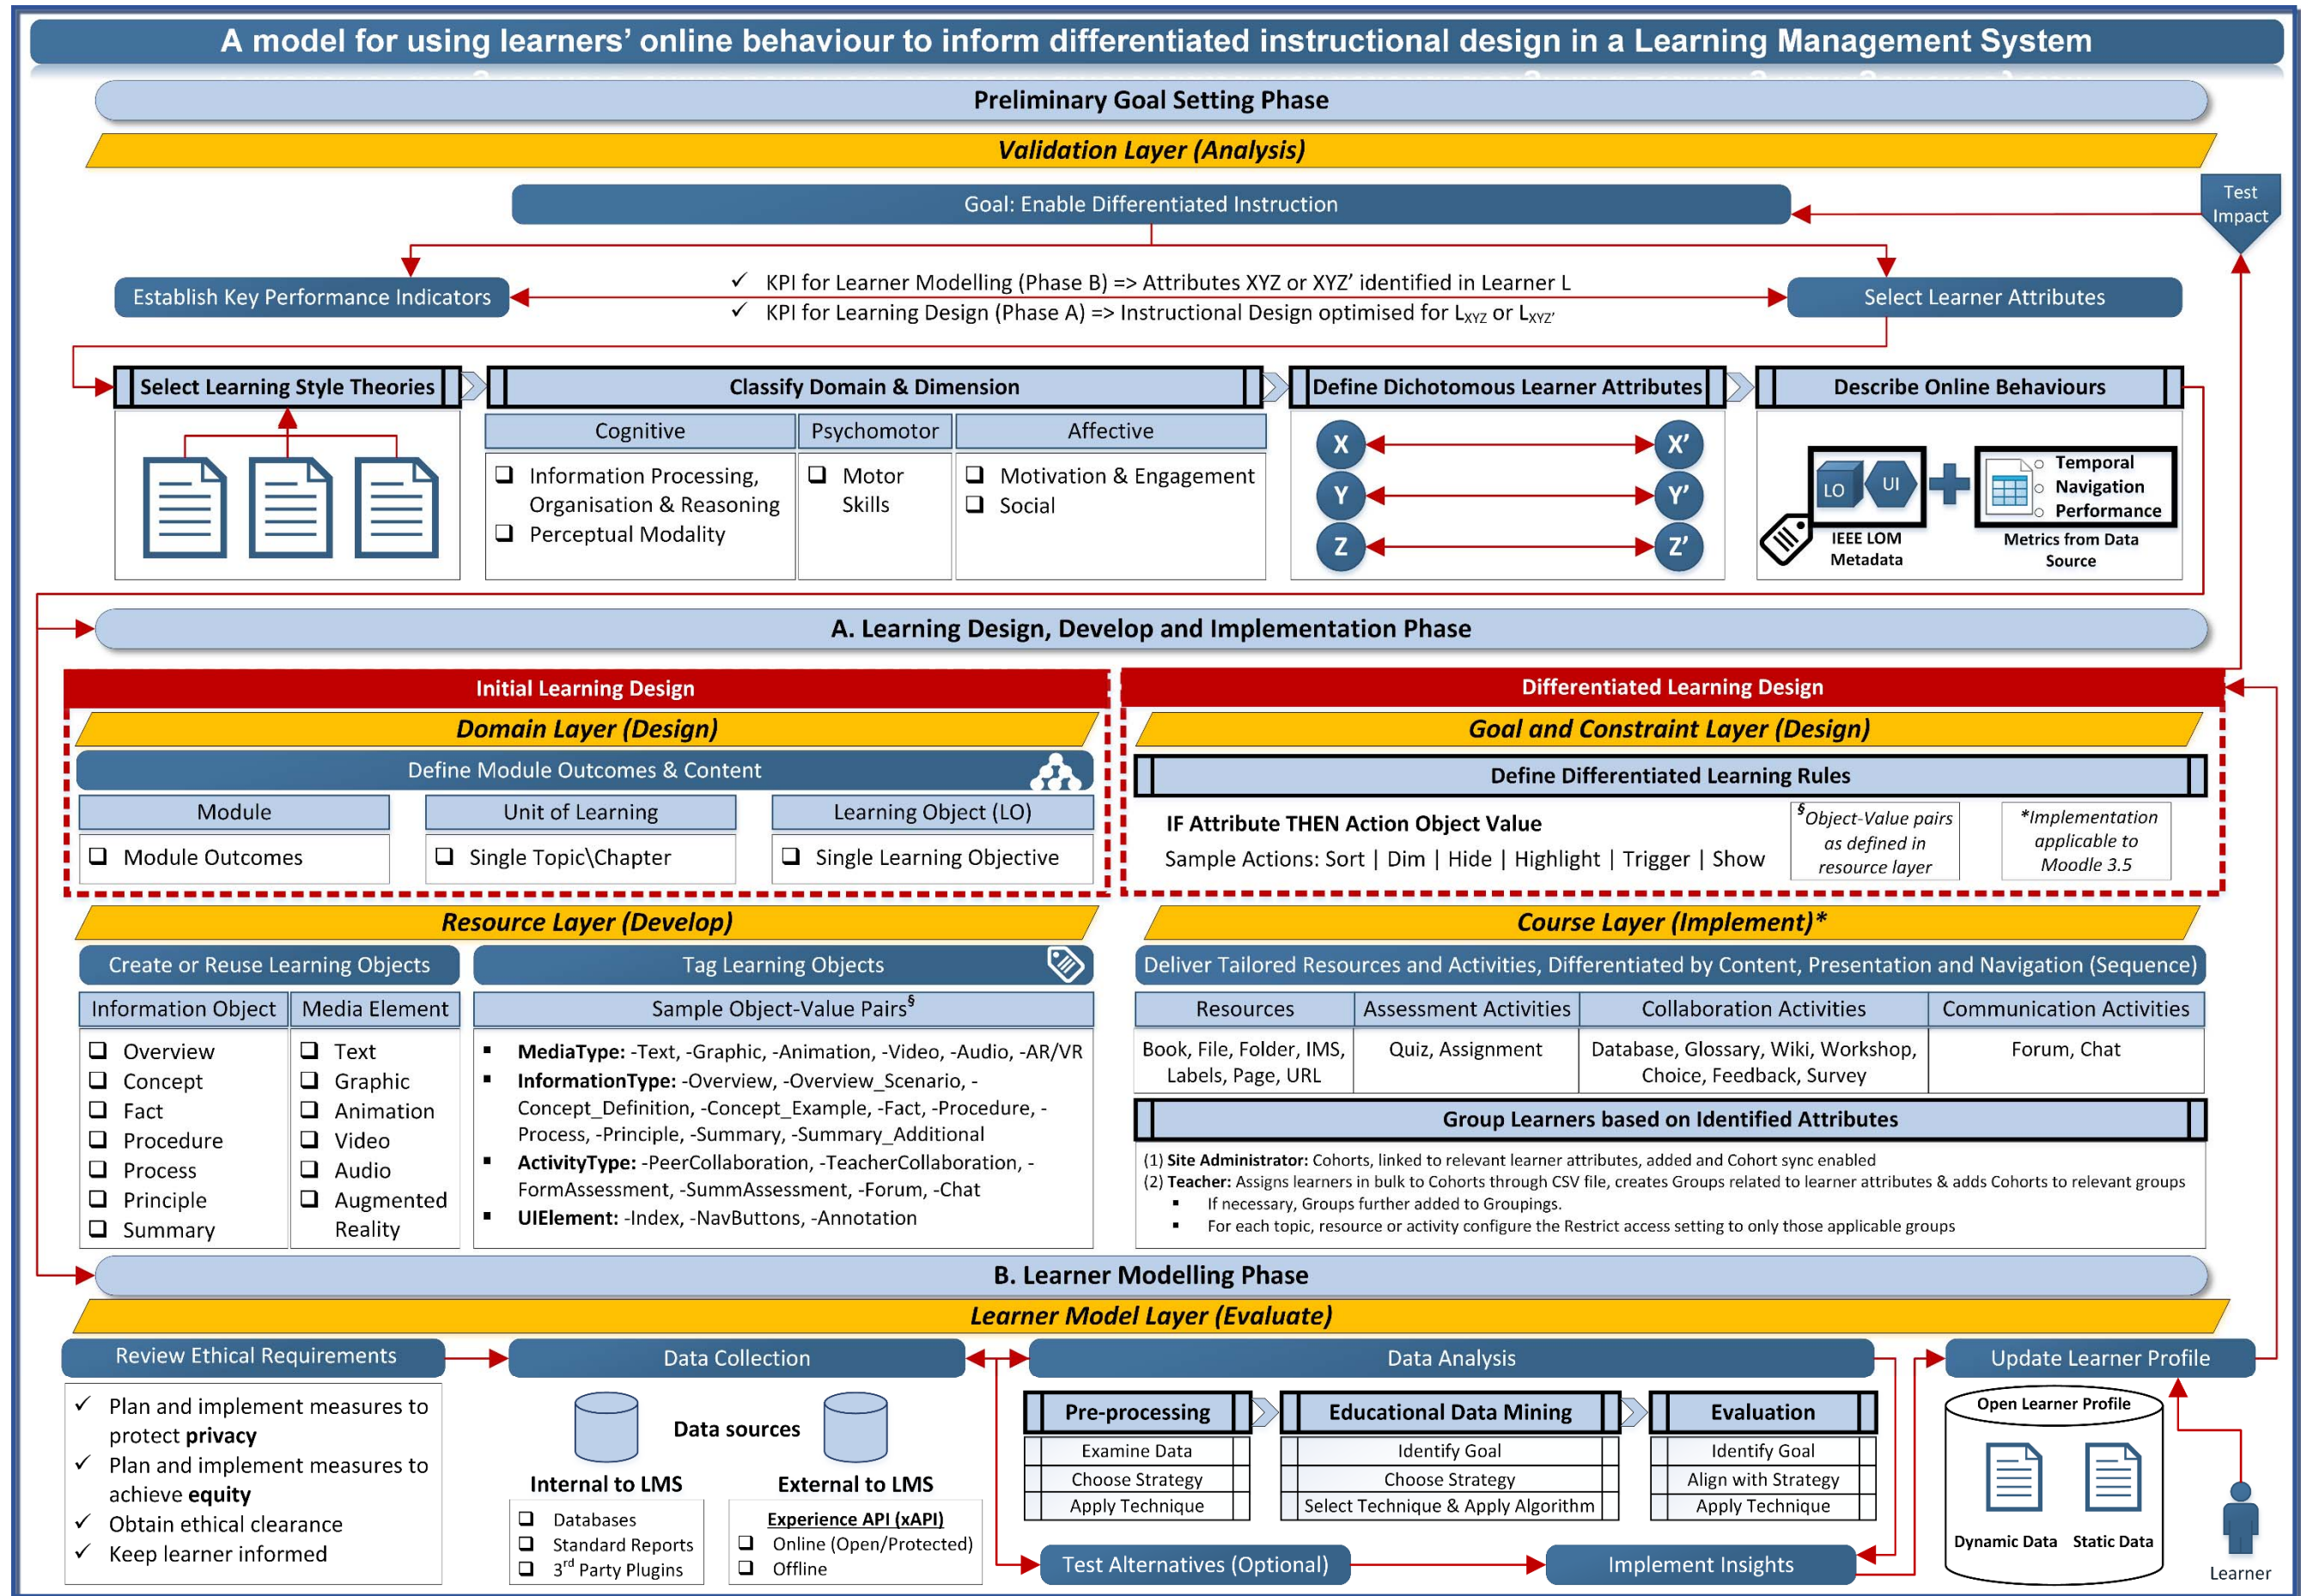 A model for using learners’ online behaviour to inform differentiated instructional design in a Learning Management System
Preliminary Goal Setting Phase
Validation Layer (Analysis)
Goal: Enable Differentiated Instruction
Test
Impact
Establish Key Performance Indicators
✓ KPI for Learner Modelling (Phase B) => Attributes XYZ or XYZ’ identified in Learner L
✓ KPI for Learning Design (Phase A) => Instructional Design optimised for LXYZ or LXYZ’
Select Learner Attributes
Select Learning Style Theories
Classify Domain & Dimension
Cognitive
Psychomotor
Affective
❑ Information Processing,
Organisation & Reasoning
❑ Perceptual Modality
❑ Motor
Skills
❑ Motivation & Engagement
❑ Social
Define Dichotomous Learner Attributes
X X’
Y Y’
Z Z’
Describe Online Behaviours
LO UI
IEEE LOM
Metadata
○ Temporal
○ Navigation
○ Performance
Metrics from Data
Source
A. Learning Design, Develop and Implementation Phase
Initial Learning Design
Domain Layer (Design)
Define Module Outcomes & Content
Module
❑ Module Outcomes
Unit of Learning
❑ Single Topic\Chapter
Learning Object (LO)
❑ Single Learning Objective
Differentiated Learning Design
Goal and Constraint Layer (Design)
Define Differentiated Learning Rules
IF Attribute THEN Action Object Value
Sample Actions: Sort | Dim | Hide | Highlight | Trigger | Show
§Object-Value pairs
as defined in
resource layer
*Implementation
applicable to
Moodle 3.5
Resource Layer (Develop)
Create or Reuse Learning Objects
Information Object
❑ Overview
❑ Concept
❑ Fact
❑ Procedure
❑ Process
❑ Principle
❑ Summary
Media Element
❑ Text
❑ Graphic
❑ Animation
❑ Video
❑ Audio
❑ Augmented
Reality
Tag Learning Objects
Sample Object-Value Pairs§
▪ MediaType: -Text, -Graphic, -Animation, -Video, -Audio, -AR/VR
▪ InformationType: -Overview, -Overview_Scenario, -
Concept_Definition, -Concept_Example, -Fact, -Procedure, -
Process, -Principle, -Summary, -Summary_Additional
▪ ActivityType: -PeerCollaboration, -TeacherCollaboration, -
FormAssessment, -SummAssessment, -Forum, -Chat
▪ UIElement: -Index, -NavButtons, -Annotation
Course Layer (Implement)*
Deliver Tailored Resources and Activities, Differentiated by Content, Presentation and Navigation (Sequence)
Resources
Book, File, Folder, IMS,
Labels, Page, URL
Assessment Activities
Quiz, Assignment
Collaboration Activities
Database, Glossary, Wiki, Workshop,
Choice, Feedback, Survey
Communication Activities
Forum, Chat
Group Learners based on Identified Attributes
(1) Site Administrator: Cohorts, linked to relevant learner attributes, added and Cohort sync enabled
(2) Teacher: Assigns learners in bulk to Cohorts through CSV file, creates Groups related to learner attributes & adds Cohorts to relevant groups
▪ If necessary, Groups further added to Groupings.
▪ For each topic, resource or activity configure the Restrict access setting to only those applicable groups
B. Learner Modelling Phase
Learner Model Layer (Evaluate)
Review Ethical Requirements
✓ Plan and implement measures to
protect privacy
✓ Plan and implement measures to
achieve equity
✓ Obtain ethical clearance
✓ Keep learner informed
Data Collection
Data sources
Internal to LMS
❑ Databases
❑ Standard Reports
❑ 3rd Party Plugins
External to LMS
Experience API (xAPI)
❑ Online (Open/Protected)
❑ Offline
Data Analysis
Pre-processing
Examine Data
Choose Strategy
Apply Technique
Educational Data Mining
Identify Goal
Choose Strategy
Select Technique & Apply Algorithm
Evaluation
Identify Goal
Align with Strategy
Apply Technique
Test Alternatives (Optional)
Implement Insights
Update Learner Profile
Open Learner Profile
Dynamic Data
Static Data
Learner